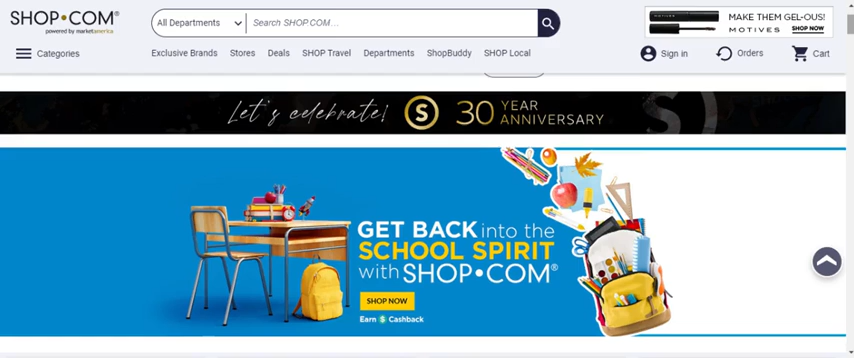 SHOP•COM®
powered by marketamerica
All Departments
Search SHOP.COM...
MAKE THEM GEL-OUS!
MOTIVES SHOP NOW
Categories
Exclusive Brands Stores Deals SHOP Travel Departments ShopBuddy SHOP Local
Sign in Orders Cart
Let's celebrate! S 30 YEAR
ANNIVERSARY
GET BACK into the
SCHOOL SPIRIT
with SHOP•COM®
SHOP NOW
Earn $ Cashback